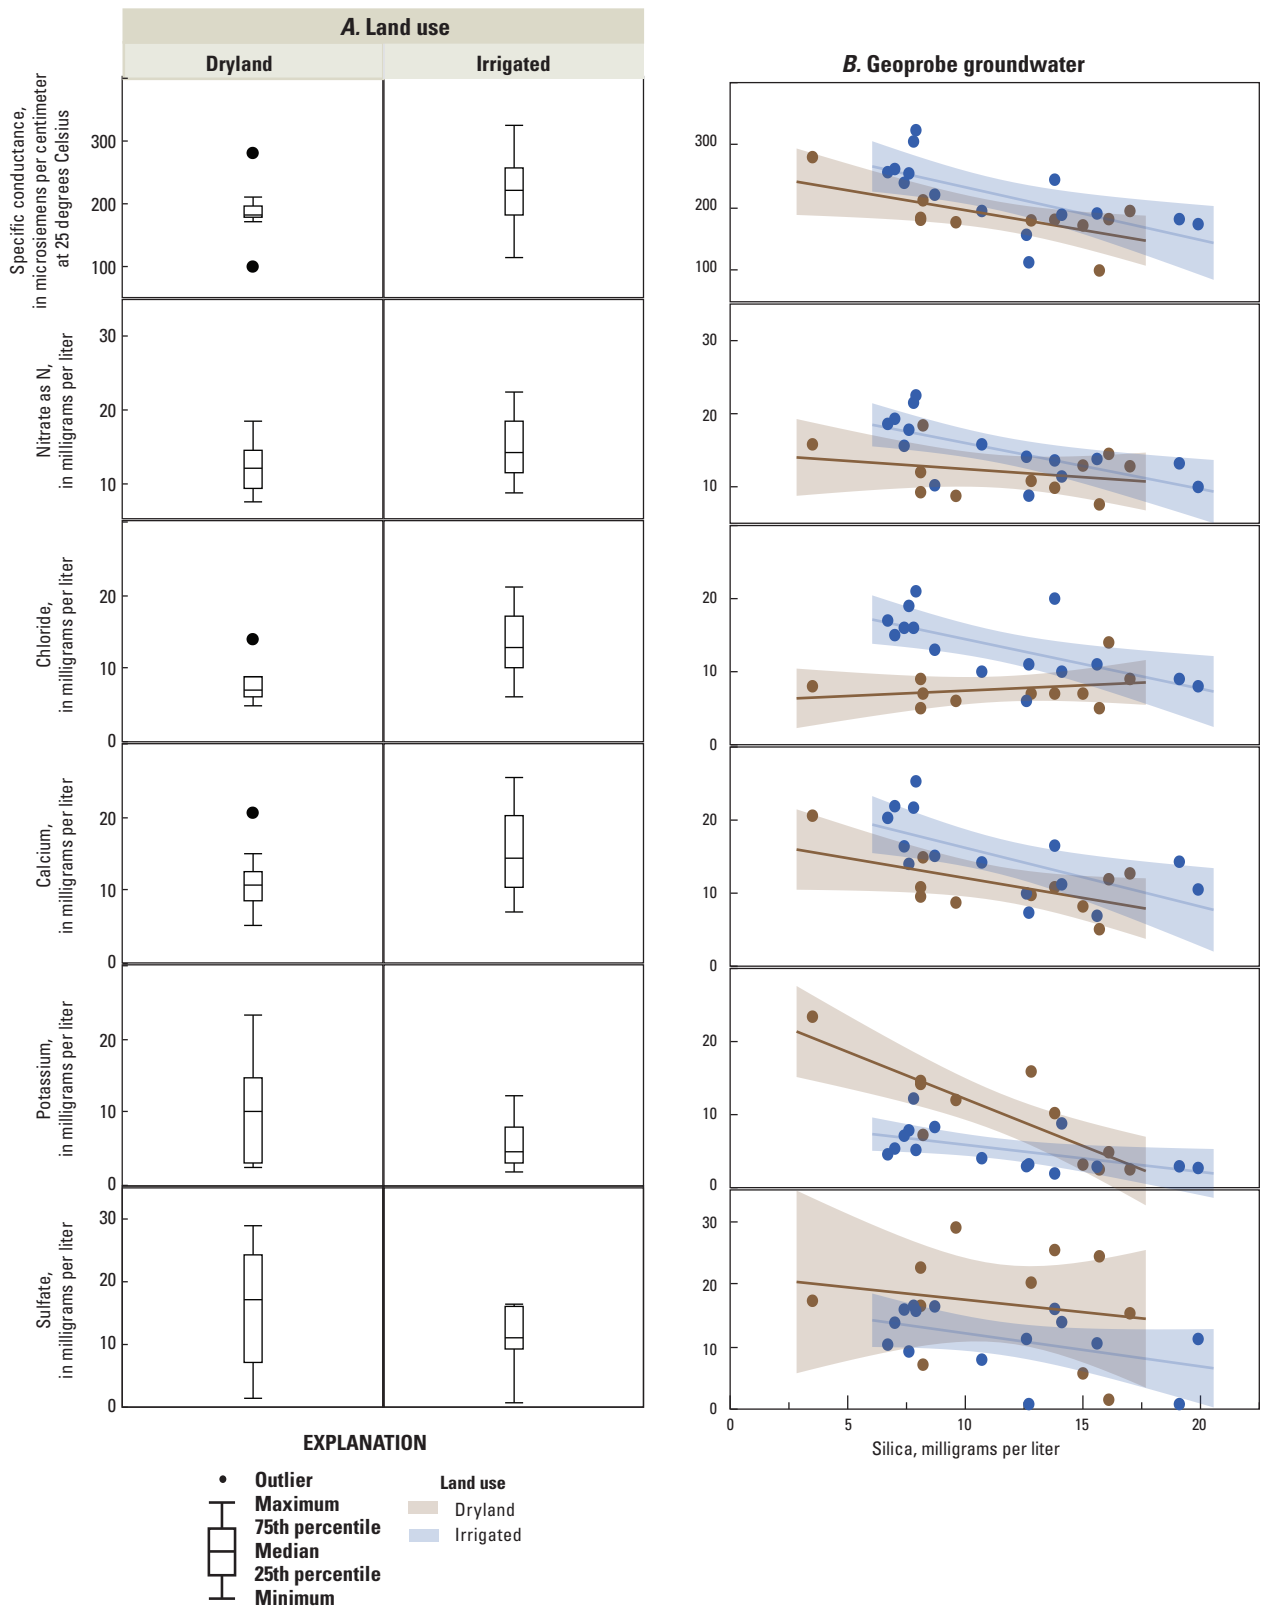 A. Land use
Dryland
Irrigated
B. Geoprobe groundwater
Specific conductance,
in microsiemens per centimeter
at 25 degrees Celsius
300
200
100
300
200
100
Nitrate as N,
in milligrams per liter
30
20
10
30
20
10
Chloride,
in milligrams per liter
20
10
0
20
10
0
Calcium,
in milligrams per liter
20
10
0
20
10
0
Potassium,
in milligrams per liter
20
10
0
20
10
0
Sulfate,
in milligrams per liter
30
20
10
0
30
20
10
0
0
5
10
15
20
Silica, milligrams per liter
EXPLANATION
Outlier
Maximum
75th percentile
Median
25th percentile
Minimum
Land use
Dryland
Irrigated